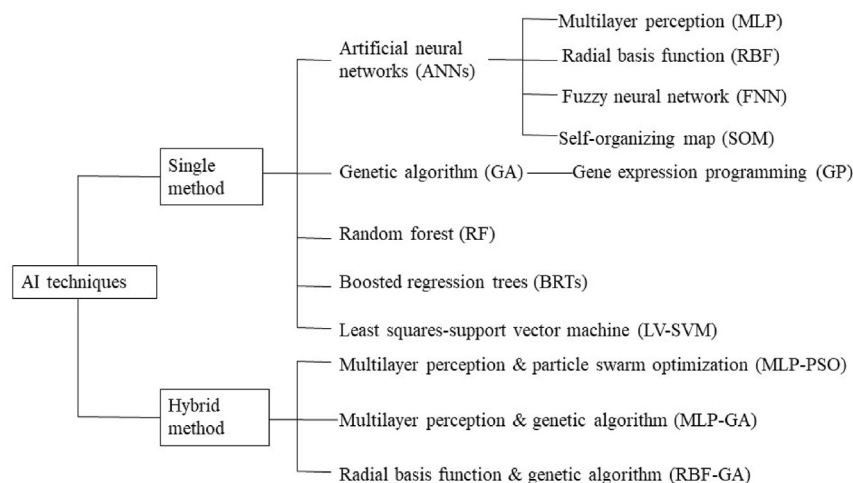 Multilayer perception (MLP)
Artificial neural
networks (ANNs)
Radial basis function (RBF)
Fuzzy neural network (FNN)
Self-organizing map (SOM)
Single
method
Genetic algorithm (GA)
Gene expression programming (GP)
Random forest (RF)
AI techniques
Boosted regression trees (BRTs)
Least squares-support vector machine (LV-SVM)
Multilayer perception & particle swarm optimization (MLP-PSO)
Hybrid
method
Multilayer perception & genetic algorithm (MLP-GA)
Radial basis function & genetic algorithm (RBF-GA)